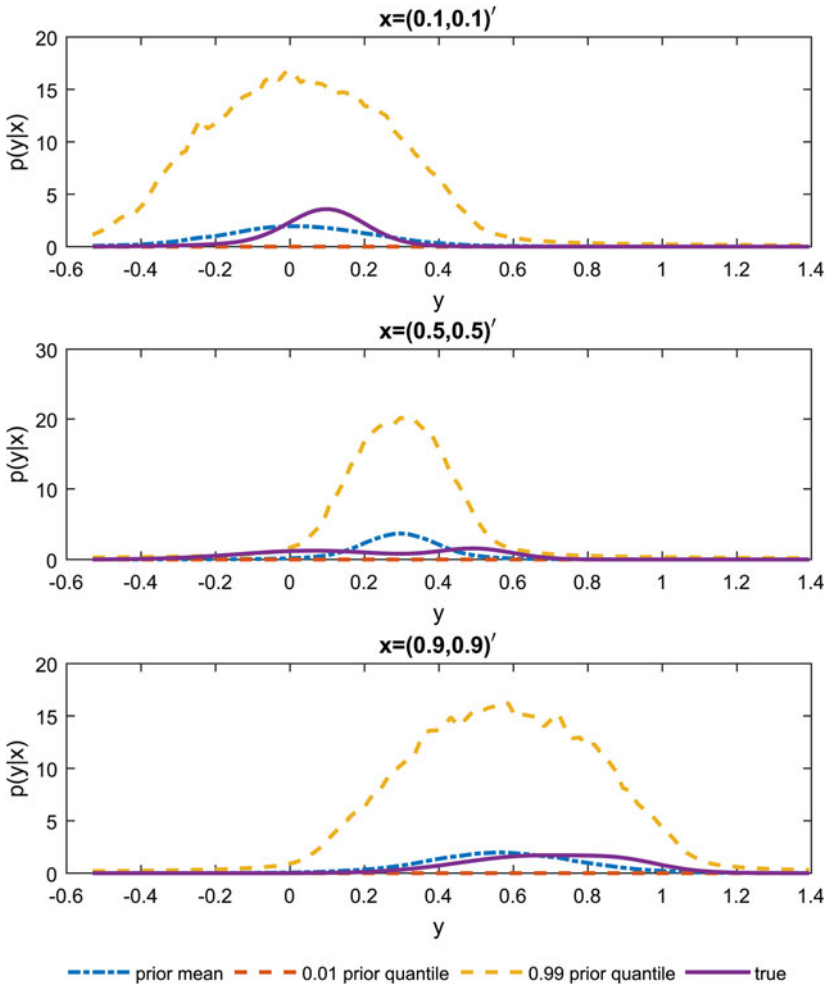 x=(0.1,0.1)′
20
15
10
5
0
p(y|x)
-0.6 -0.4 -0.2 0 0.2 0.4 0.6 0.8 1 1.2 1.4
y
x=(0.5,0.5)′
30
20
10
0
p(y|x)
-0.6 -0.4 -0.2 0 0.2 0.4 0.6 0.8 1 1.2 1.4
y
x=(0.9,0.9)′
20
15
10
5
0
p(y|x)
-0.6 -0.4 -0.2 0 0.2 0.4 0.6 0.8 1 1.2 1.4
y
prior mean 0.01 prior quantile 0.99 prior quantile true